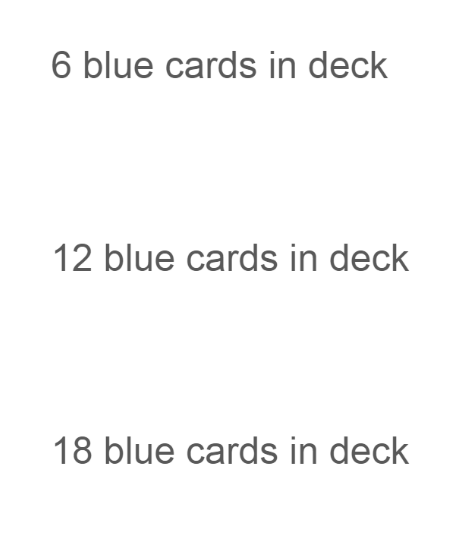 6 blue cards in deck
12 blue cards in deck
18 blue cards in deck